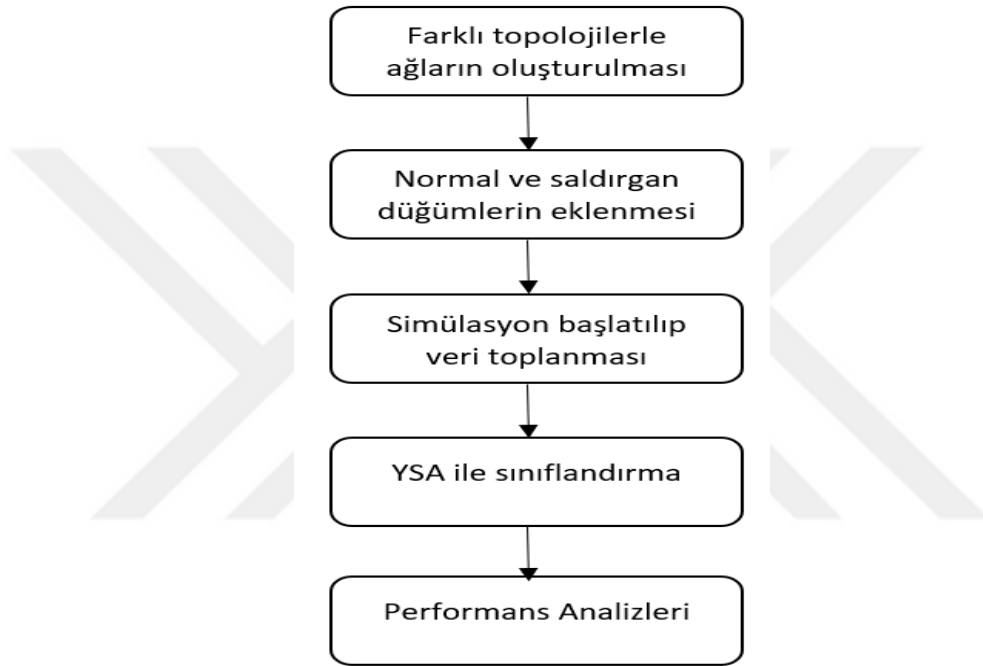 Farklı topolojilerle
ağların oluşturulması
Normal ve saldırgan
düğümlerin eklenmesi
Simülasyon başlatılıp
veri toplanması
YSA ile sınıflandırma
Performans Analizleri